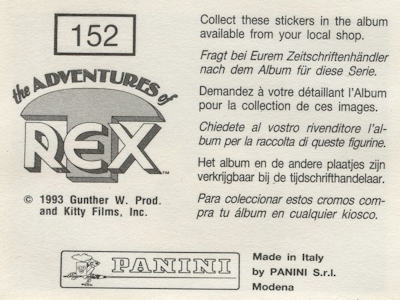 152
the ADVENTURES of
T
REX™
© 1993 Gunther W. Prod.
and Kitty Films, Inc.
Collect these stickers in the album
available from your local shop.
Fragt bei Eurem Zeitschriftenhändler
nach dem Album für diese Serie.
Demandez à votre détaillant l'Album
pour la collection de ces images.
Chiedete al vostro rivenditore l'al-
bum per la raccolta di queste figurine.
Het album en de andere plaatjes zijn
verkrijgbaar bij de tijdschrifthandelaar.
Para coleccionar estos cromos com-
pra tu álbum en cualquier kiosco.
PANINI
Made in Italy
by PANINI S.r.l.
Modena